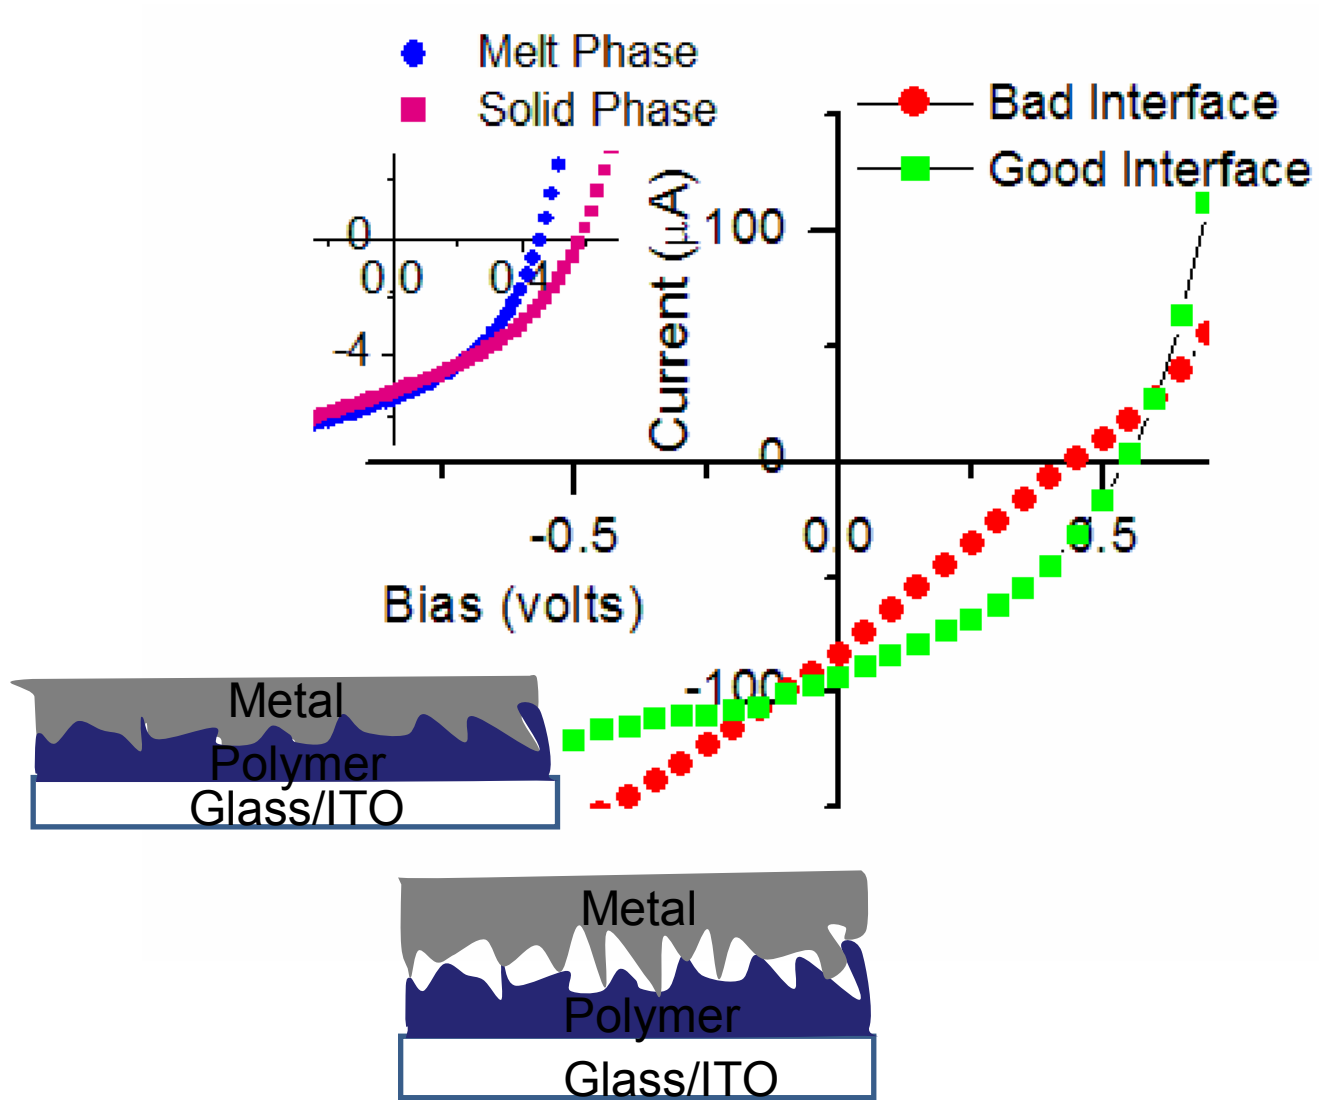 Melt Phase
Solid Phase
Bad Interface
Good Interface
0
0.0
0.4
-4
Current (μA)
100
0
-0.5
0.0
0.5
-100
Bias (volts)
Metal
Polymer
Glass/ITO
Metal
Polymer
Glass/ITO